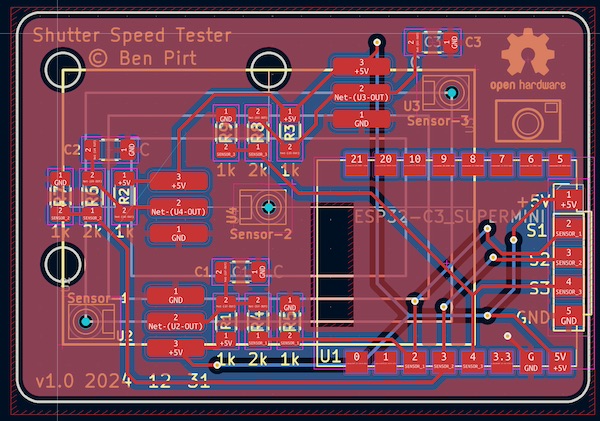 Shutter Speed Tester
© Ben Pirt
C3
open hardware
3
+5V
2
Net-(U3-OUT)
1
GND
U3
Sensor-3
C2
R3
1k 2k 1k
21 20 10 9 8 7 6 5
ESP32-C3_SUPERMINI
3
+5V
2
Net-(U4-OUT)
1
GND
R2
1k 2k 1k
U4
Sensor-2
+5V
S1
S2
S3
GND
1
+5V
2
SENSOR_1
3
SENSOR_2
4
SENSOR_3
5
GND
C1
Sensor-1
1
+5V
2
Net-(U2-OUT)
3
+5V
U2
R1 R4 R5
1k 2k 1k
U1
0 1 2 3 4 3.3 G 5V
SENSOR_1 SENSOR_2 SENSOR_3 GND +5V
v1.0 2024 12 31